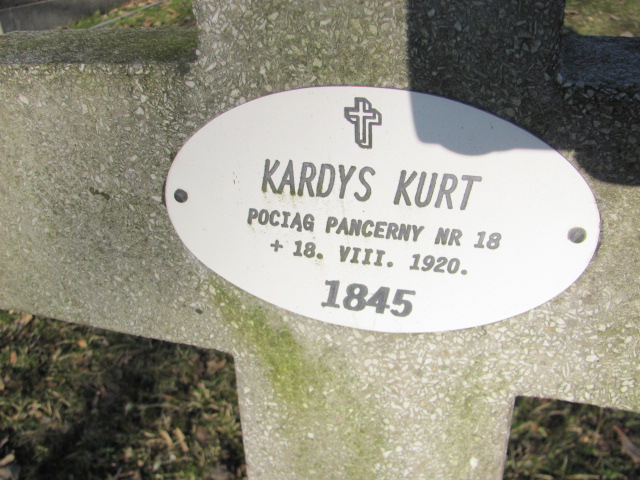 KARDYS KURT
POCIĄG PANCERNY NR 18
+ 18. VIII. 1920.
1845